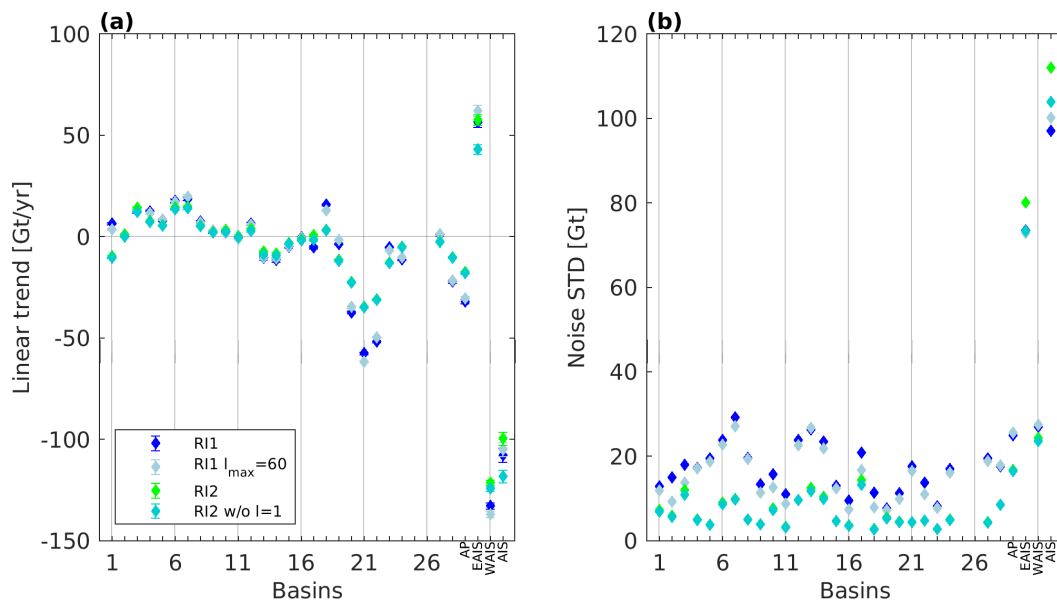 (a)
100
50
0
-50
-100
-150
Linear trend [Gt/yr]
RI1
RI1 lmax=60
RI2
RI2 w/o l=1
1 6 11 16 21 26 AP EAIS WAIS AIS
Basins
(b)
120
100
80
60
40
20
0
Noise STD [Gt]
1 6 11 16 21 26 AP EAIS WAIS AIS
Basins